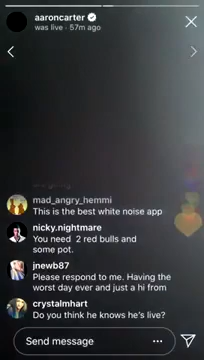 aaroncarter
was live · 57m ago
mad_angry_hemmi
This is the best white noise app
nicky.nightmare
You need 2 red bulls and
some pot.
jnewb87
Please respond to me. Having the
worst day ever and just a hi from
crystalmhart
Do you think he knows he's live?
Send message